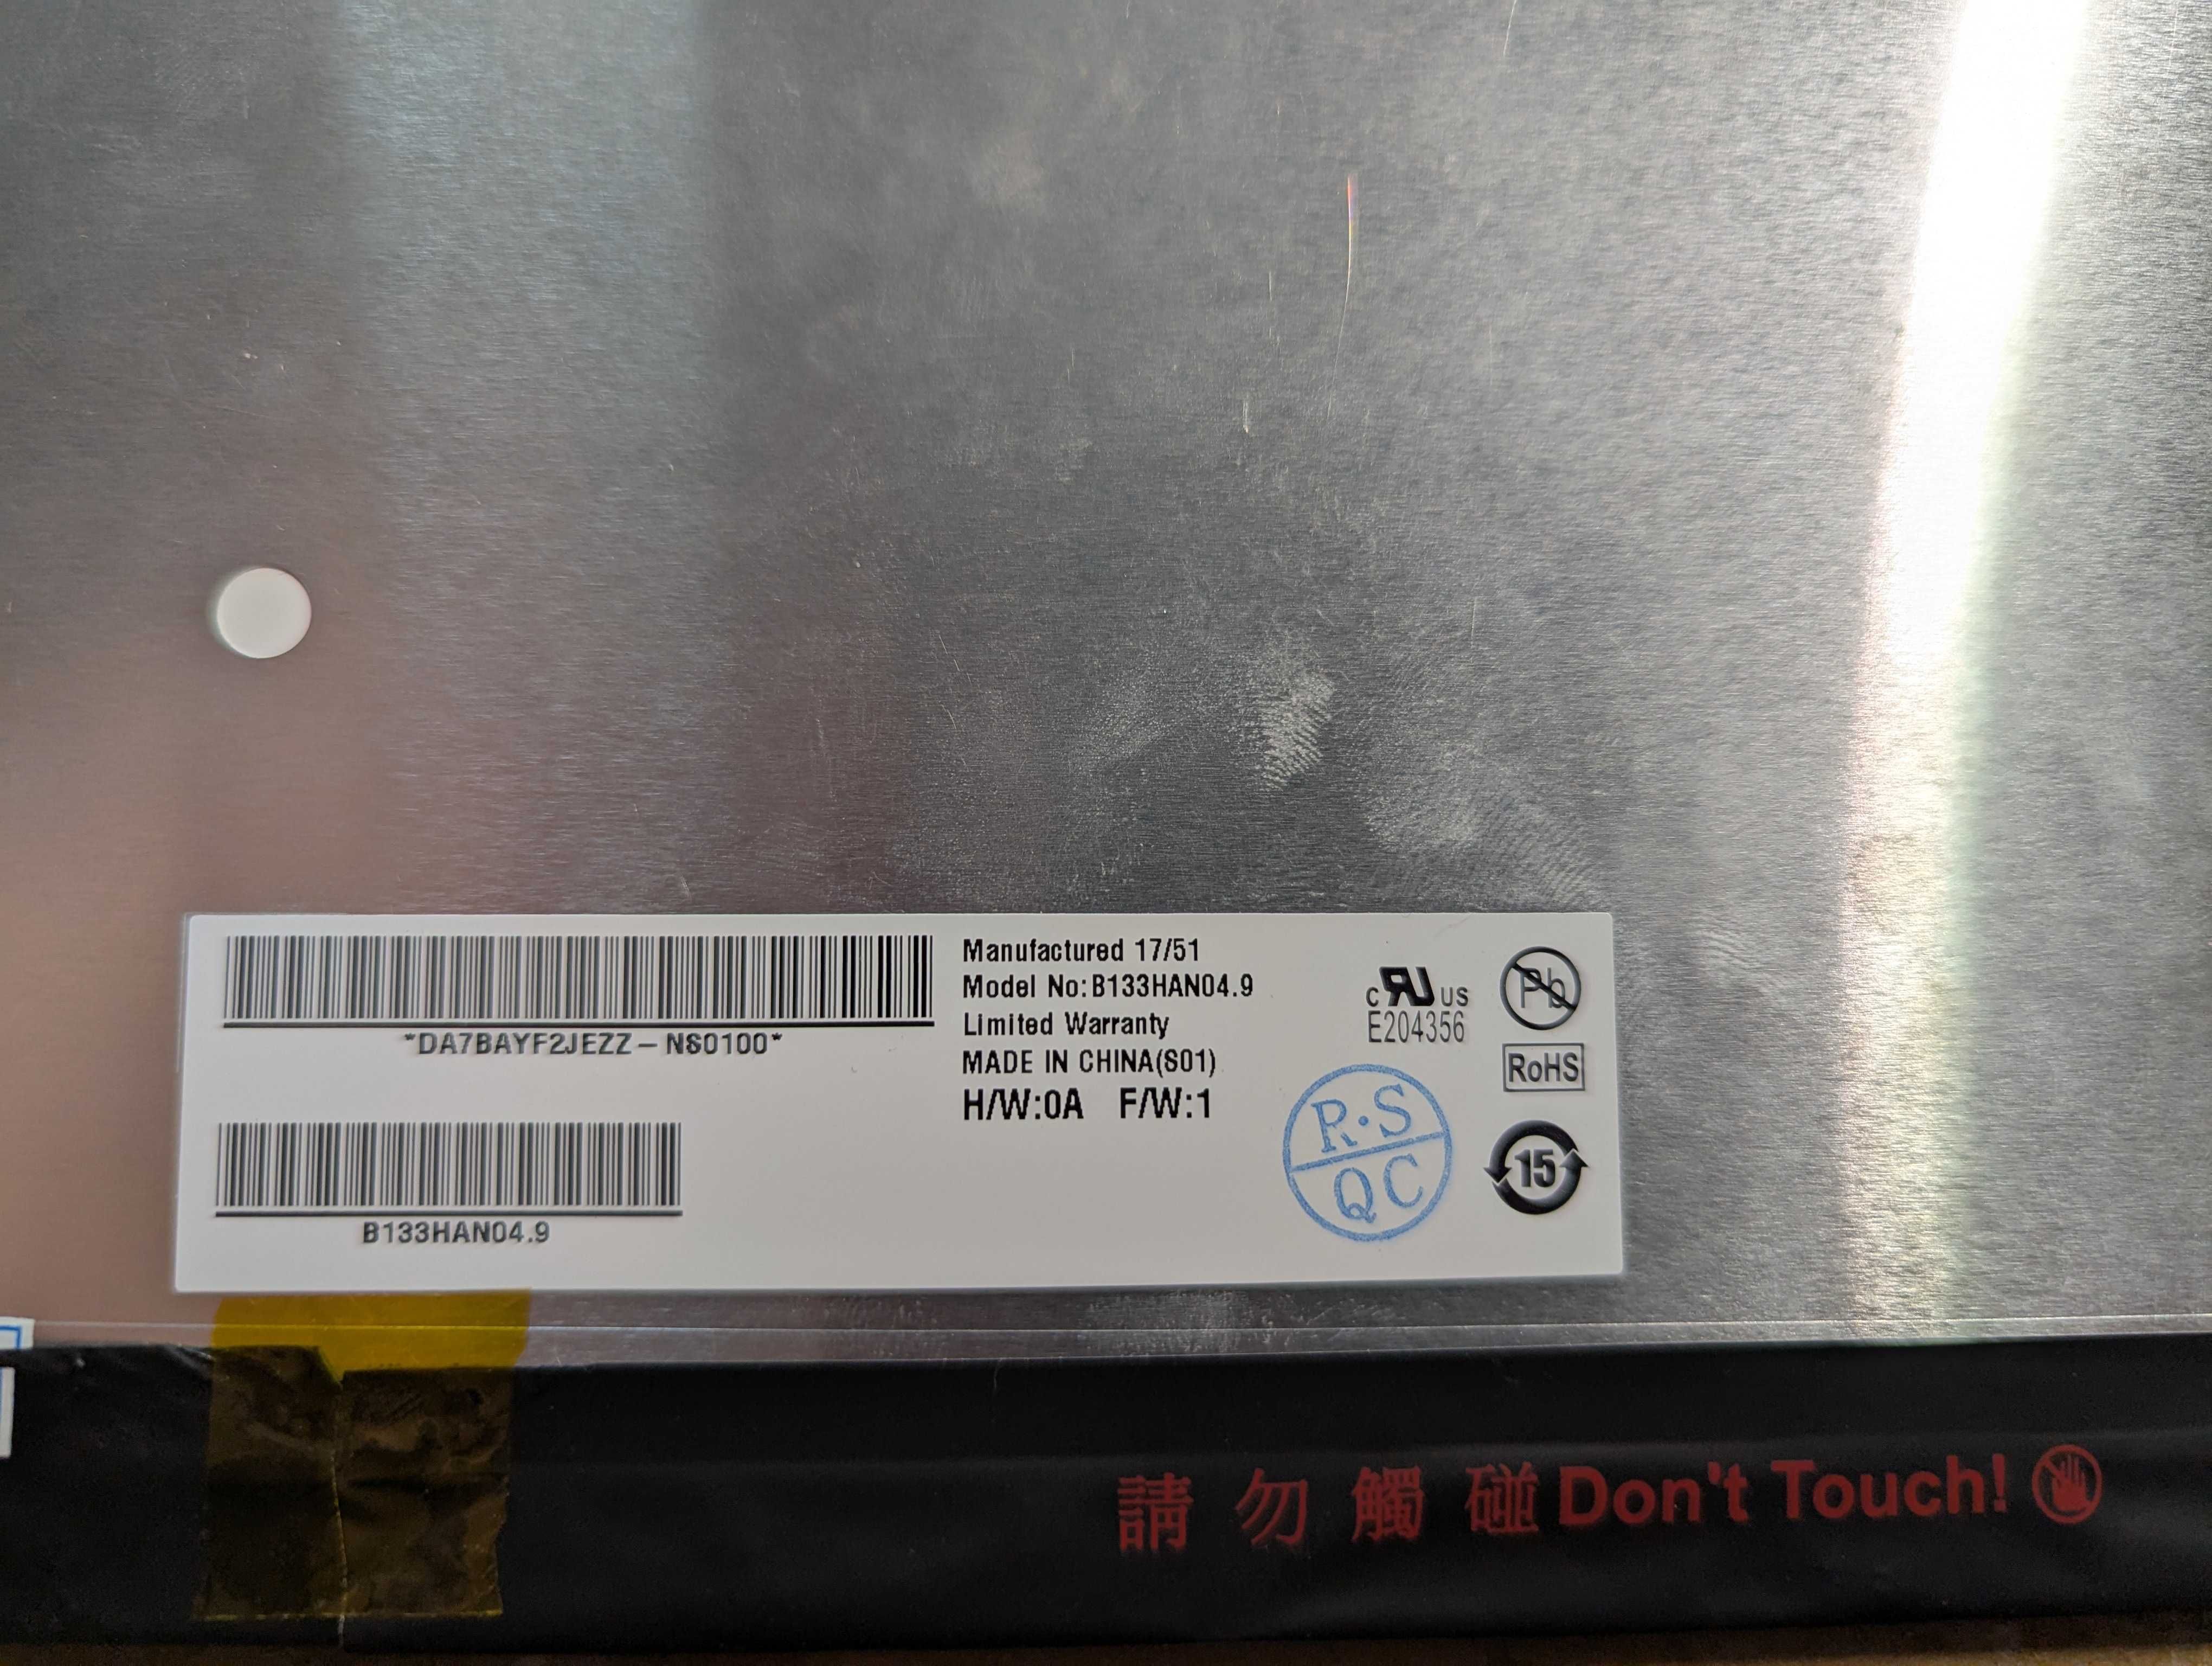 Manufactured 17/51
Model No:B133HAN04.9
Limited Warranty
MADE IN CHINA(S01)
H/W:0A F/W:1
*DA7BAYF2JEZZ-NS0100*
B133HAN04.9
c RU US
E204356
Pb
RoHS
15
R·S
QC
請勿觸碰 Don't Touch!